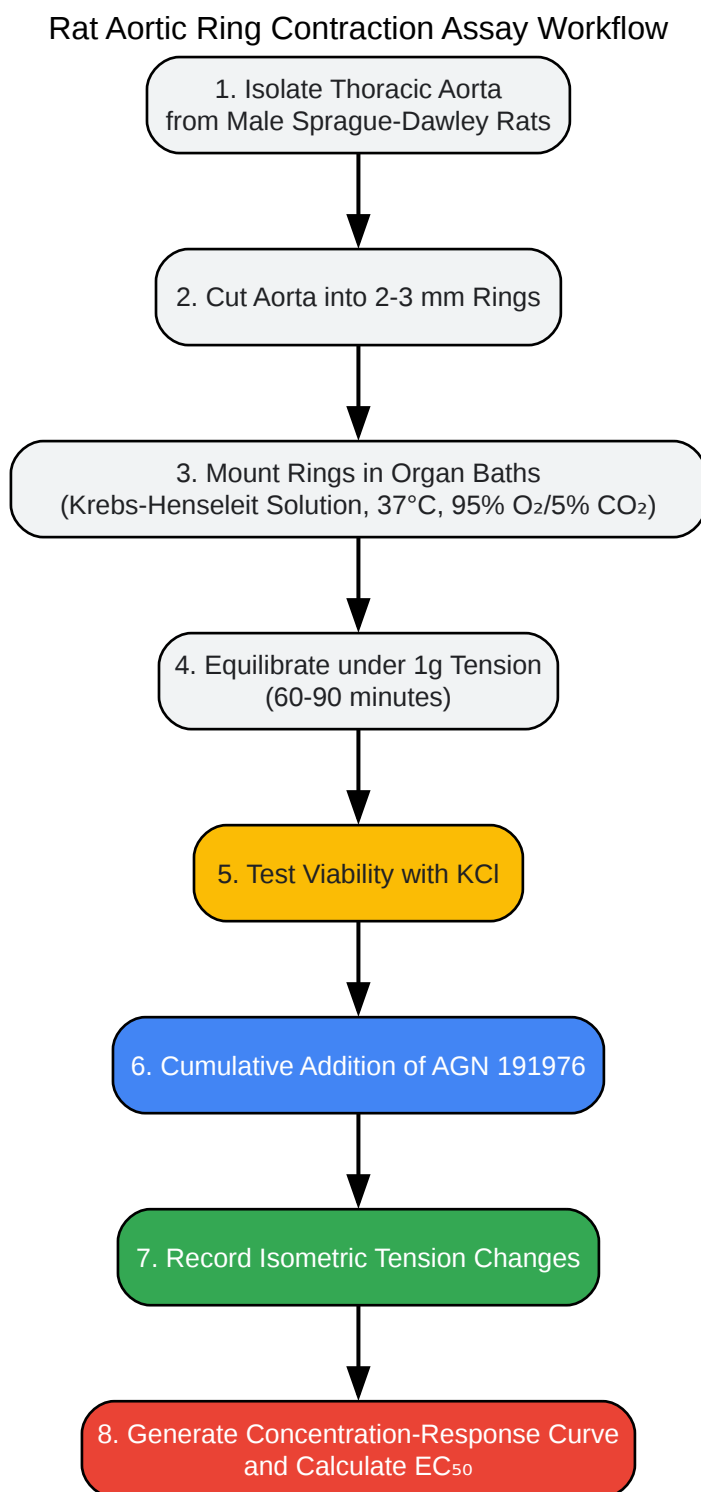 Rat Aortic Ring Contraction Assay Workflow
1. Isolate Thoracic Aorta
from Male Sprague-Dawley Rats
2. Cut Aorta into 2-3 mm Rings
3. Mount Rings in Organ Baths
(Krebs-Henseleit Solution, 37°C, 95% O₂/5% CO₂)
4. Equilibrate under 1g Tension
(60-90 minutes)
5. Test Viability with KCl
6. Cumulative Addition of AGN 191976
7. Record Isometric Tension Changes
8. Generate Concentration-Response Curve
and Calculate EC₅₀